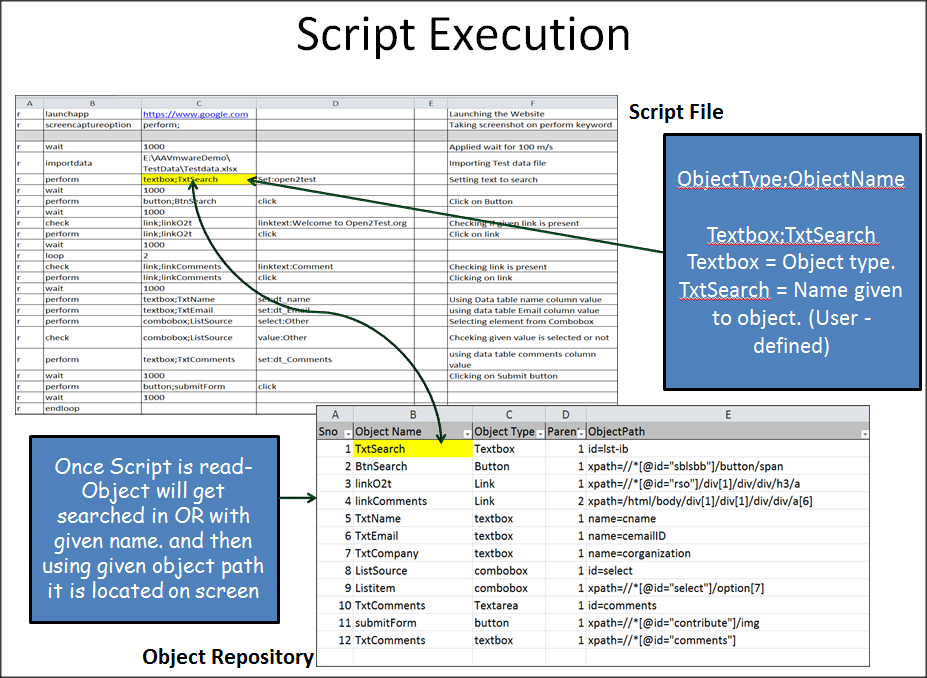 Script Execution
A B C D E F
r launchapp https://www.google.com Launching the Website
r screencaptureoption perform; Taking screenshot on perform keyword
r wait 1000 Applied wait for 100 m/s
r importdata E:\AAVmwareDemo\
TestData\Testdata.xlsx Importing Test data file
r perform textbox;TxtSearch Set:open2test Setting text to search
r wait 1000
r perform button;BtnSearch click Click on Button
r wait 1000
r check link;linkO2t linktext:Welcome to Open2Test.org Checking if given link is present
r perform link;linkO2t click Click on link
r wait 1000
r loop 2
r check link;linkComments linktext:Comment Checking link is present
r perform link;linkComments click Clicking on link
r wait 1000
r perform textbox;TxtName set:dt_name Using Data table name column value
r perform textbox;TxtEmail set:dt_Email using data table Email column value
r perform combobox;ListSource select:Other Selecting element from Combobox
r check combobox;ListSource value:Other Chceking given value is selected or not
r perform textbox;TxtComments set:dt_Comments using data table comments column
value
r wait 1000 Clicking on Submit button
r perform button;submitForm click
r wait 1000
r endloop
Script File
ObjectType;ObjectName
Textbox;TxtSearch
Textbox = Object type.
TxtSearch = Name given
to object. (User -
defined)
Once Script is read-
Object will get
searched in OR with
given name. and then
using given object path
it is located on screen
Object Repository
A B C D E
Sno Object Name Object Type Paren ObjectPath
1 TxtSearch Textbox 1 id=lst-ib
2 BtnSearch Button 1 xpath=//*[@id="sblsbb"]/button/span
3 linkO2t Link 1 xpath=//*[@id="rso"]/div[1]/div/div/h3/a
4 linkComments Link 2 xpath=/html/body/div[1]/div[1]/div/div/a[6]
5 TxtName textbox 1 name=cname
6 TxtEmail textbox 1 name=cemailID
7 TxtCompany textbox 1 name=corganization
8 ListSource combobox 1 id=select
9 Listitem combobox 1 xpath=//*[@id="select"]/option[7]
10 TxtComments Textarea 1 id=comments
11 submitForm button 1 xpath=//*[@id="contribute"]/img
12 TxtComments textbox 1 xpath=//*[@id="comments"]